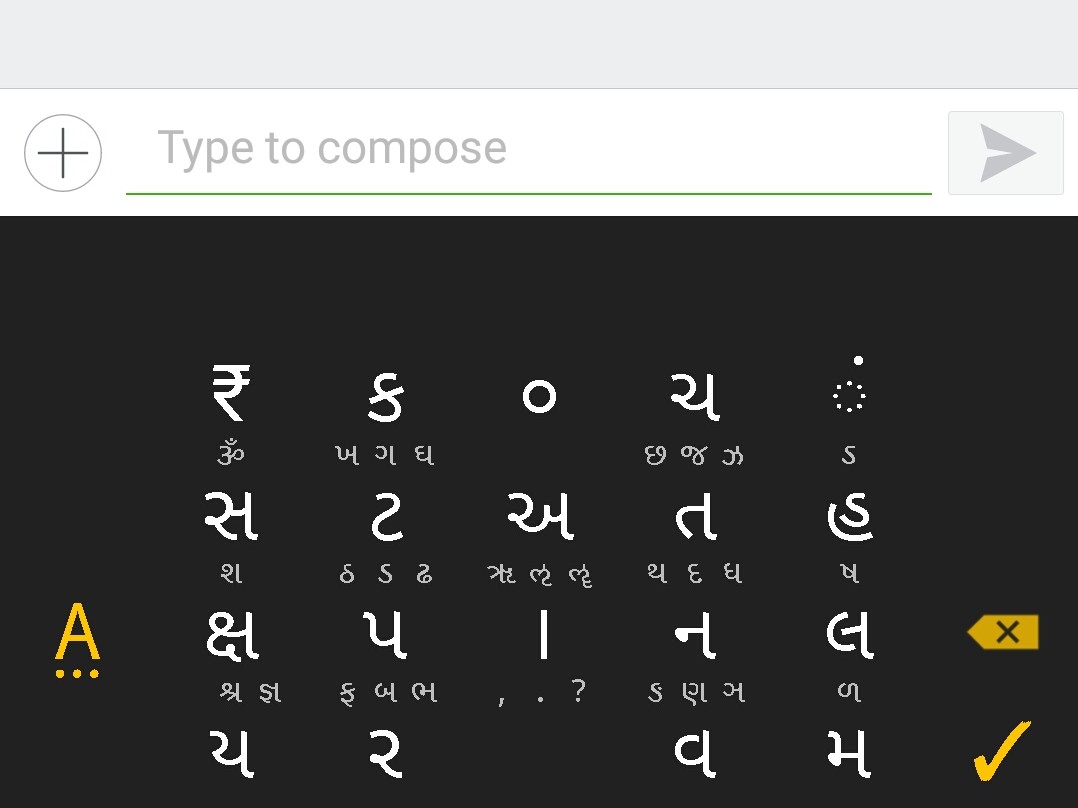 Type to compose
₹ ક ૦ ચ ં
ૐ ખ ગ ઘ છ જ ઝ ઽ
સ ટ અ ત હ
શ ઠ ડ ઢ ૠ ઌ ૡ થ દ ધ ષ
A ક્ષ પ । ન લ
શ્ર જ્ઞ ફ બ ભ , . ? ઙ ણ ઞ ળ
ય ર વ મ